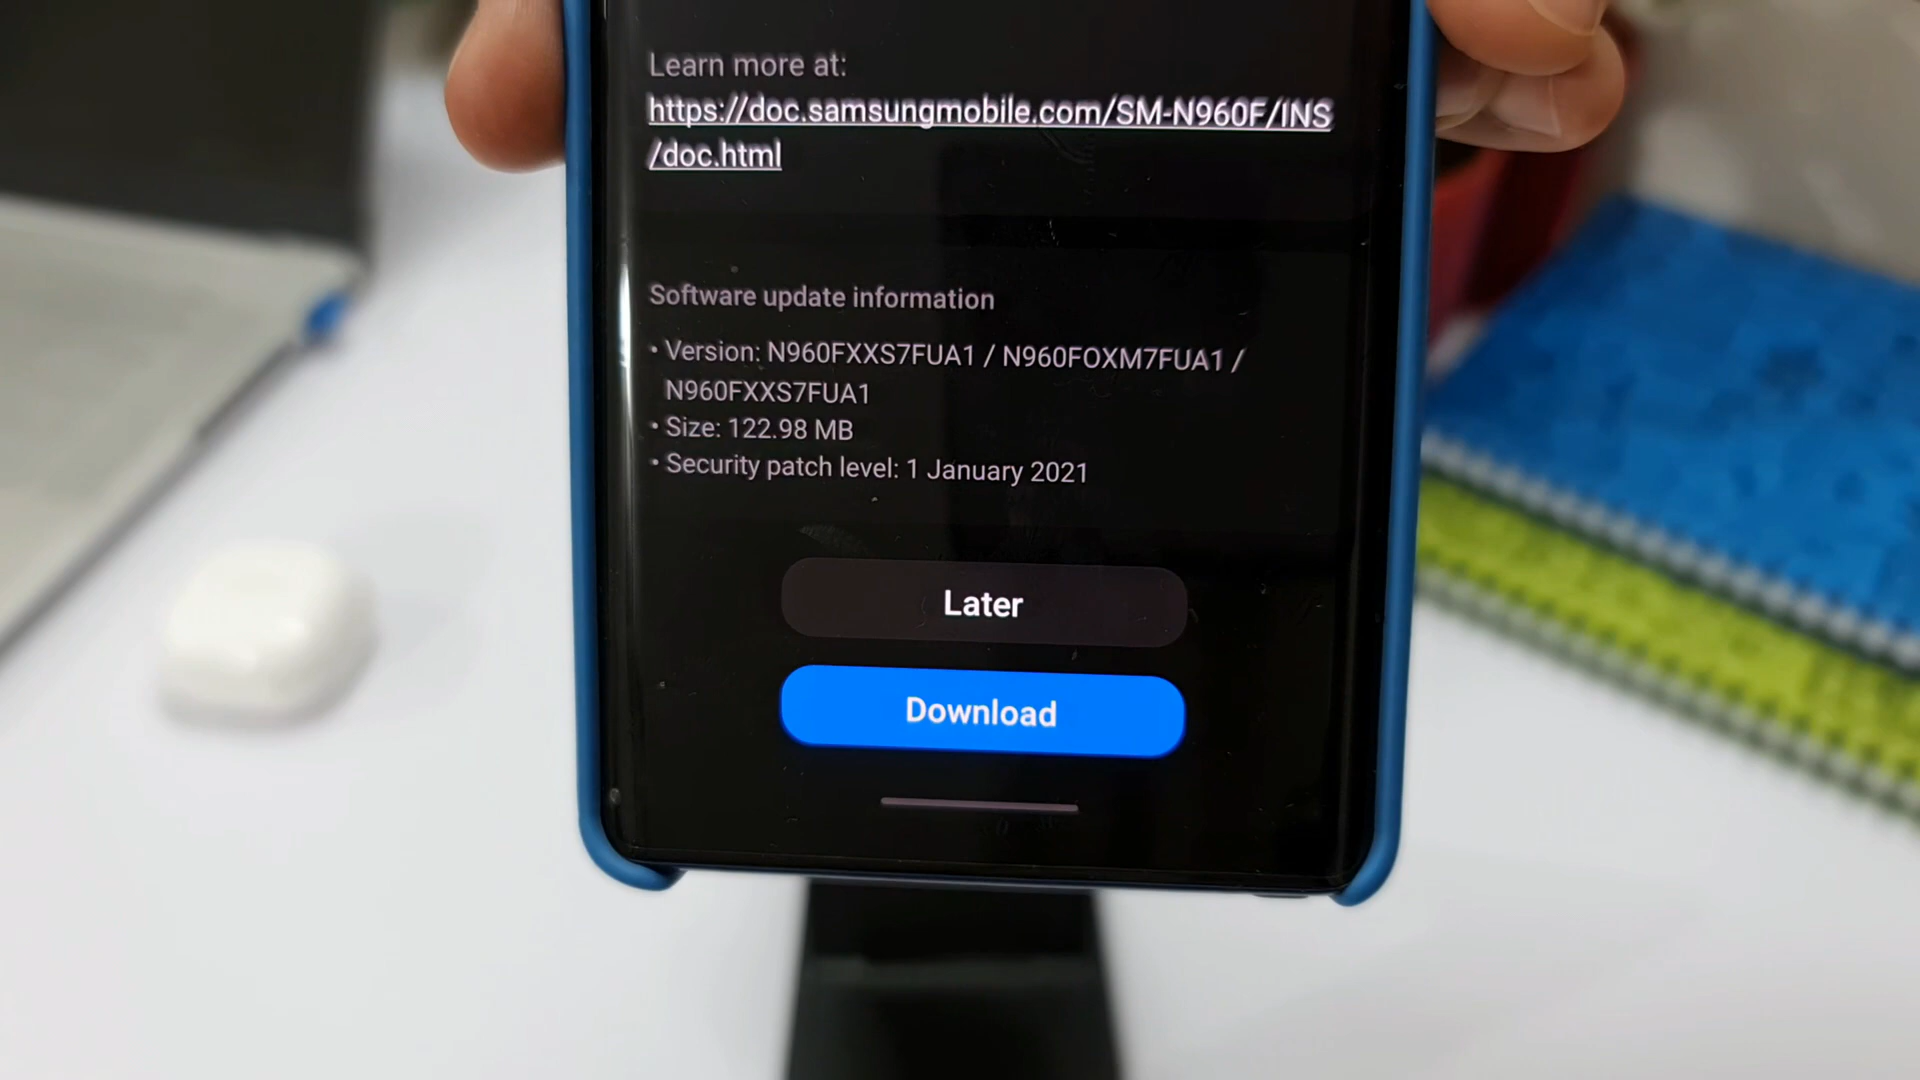 Learn more at:
https://doc.samsungmobile.com/SM-N960F/INS
/doc.html
Software update information
• Version: N960FXXS7FUA1 / N960FOXM7FUA1 /
N960FXXS7FUA1
• Size: 122.98 MB
• Security patch level: 1 January 2021
Later
Download